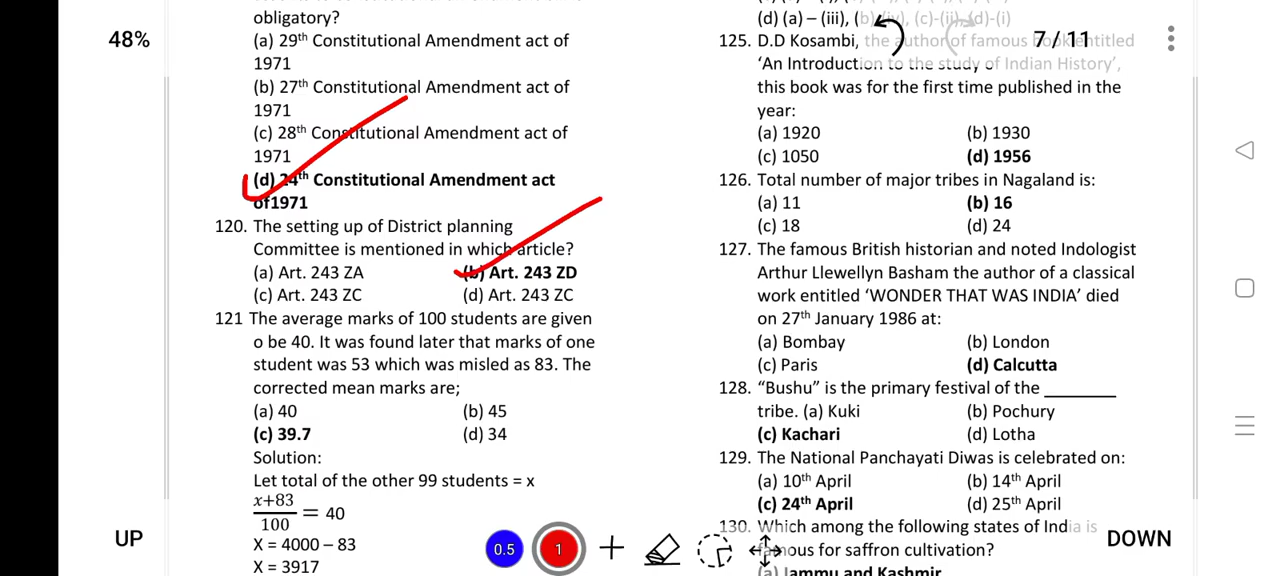 48%
UP
obligatory?
(a) 29th Constitutional Amendment act of
1971
(b) 27th Constitutional Amendment act of
1971
(c) 28th Constitutional Amendment act of
1971
(d) 24th Constitutional Amendment act
of1971
120. The setting up of District planning
Committee is mentioned in which article?
(a) Art. 243 ZA (b) Art. 243 ZD
(c) Art. 243 ZC (d) Art. 243 ZC
121 The average marks of 100 students are given
o be 40. It was found later that marks of one
student was 53 which was misled as 83. The
corrected mean marks are;
(a) 40 (b) 45
(c) 39.7 (d) 34
Solution:
Let total of the other 99 students = x
x+83
100
= 40
X = 4000 – 83
X = 3917
0.5
1
(d) (a) – (iii), (b)-(iv), (c)-(ii), (d)-(i)
7 / 11
125. D.D Kosambi, the author of famous book entitled
'An Introduction to the study of Indian History',
this book was for the first time published in the
year:
(a) 1920 (b) 1930
(c) 1050 (d) 1956
126. Total number of major tribes in Nagaland is:
(a) 11 (b) 16
(c) 18 (d) 24
127. The famous British historian and noted Indologist
Arthur Llewellyn Basham the author of a classical
work entitled 'WONDER THAT WAS INDIA' died
on 27th January 1986 at:
(a) Bombay (b) London
(c) Paris (d) Calcutta
128. "Bushu" is the primary festival of the ________
tribe. (a) Kuki (b) Pochury
(c) Kachari (d) Lotha
129. The National Panchayati Diwas is celebrated on:
(a) 10th April (b) 14th April
(c) 24th April (d) 25th April
130. Which among the following states of India is
famous for saffron cultivation?
(a) Jammu and Kashmir
DOWN